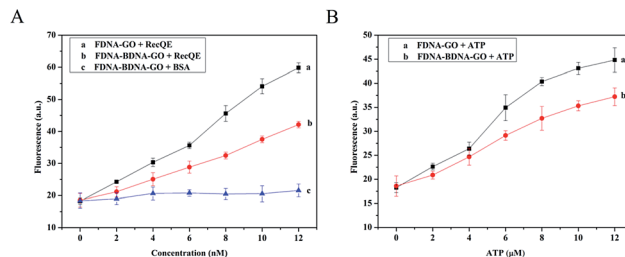 A
a FDNA-GO + RecQE
b FDNA-BDNA-GO + RecQE
c FDNA-BDNA-GO + BSA
Fluorescence (a.u.)
70
60
50
40
30
20
10
0 2 4 6 8 10 12
Concentration (nM)
a
b
c
B
a FDNA-GO + ATP
b FDNA-BDNA-GO + ATP
Fluorescence (a.u.)
50
45
40
35
30
25
20
15
10
0 2 4 6 8 10 12
ATP (μM)
a
b